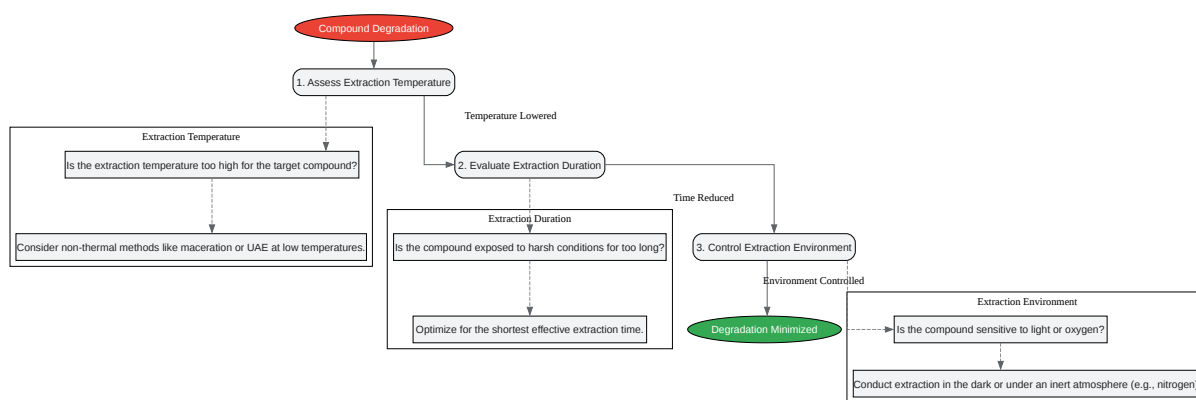 Compound Degradation
1. Assess Extraction Temperature
Temperature Lowered
Extraction Temperature
Is the extraction temperature too high for the target compound?
Consider non-thermal methods like maceration or UAE at low temperatures.
2. Evaluate Extraction Duration
Time Reduced
Extraction Duration
Is the compound exposed to harsh conditions for too long?
Optimize for the shortest effective extraction time.
3. Control Extraction Environment
Environment Controlled
Degradation Minimized
Extraction Environment
Is the compound sensitive to light or oxygen?
Conduct extraction in the dark or under an inert atmosphere (e.g., nitrogen)